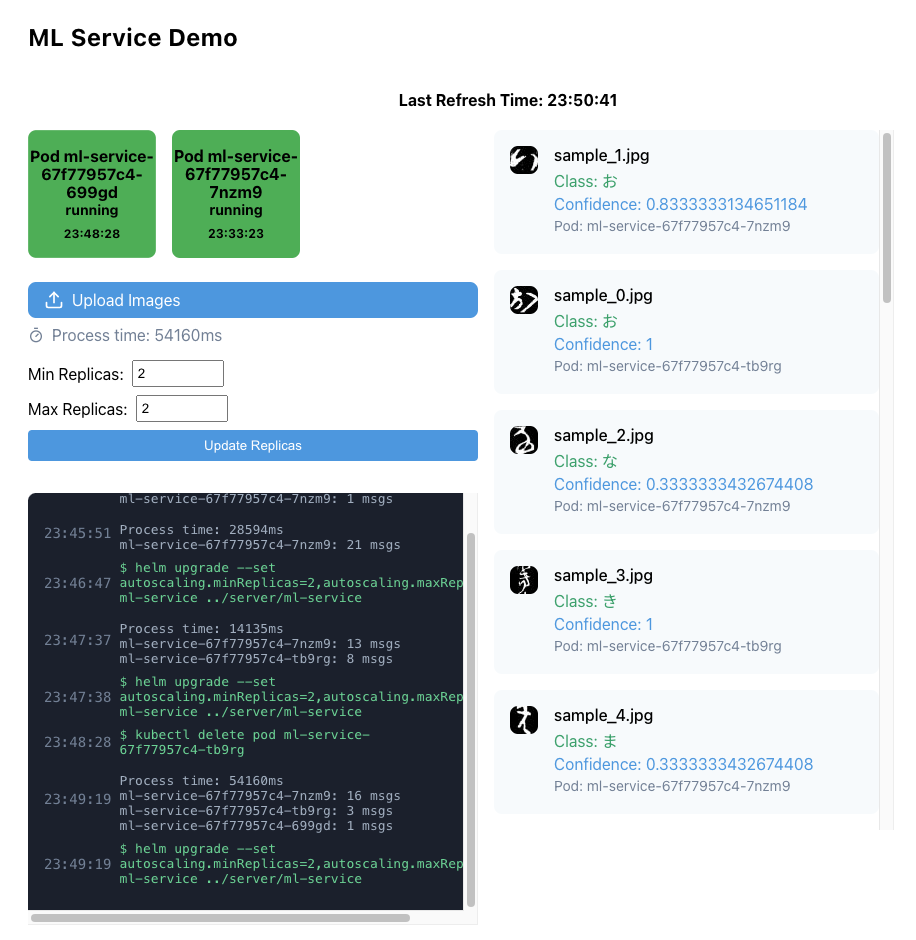 ML Service Demo
Last Refresh Time: 23:50:41
Pod ml-service-
67f77957c4-
699gd
running
23:48:28
Pod ml-service-
67f77957c4-
7nzm9
running
23:33:23
Upload Images
Process time: 54160ms
Min Replicas: 2
Max Replicas: 2
Update Replicas
ml-service-67f77957c4-7nzm9: 1 msgs
23:45:51
Process time: 28594ms
ml-service-67f77957c4-7nzm9: 21 msgs
23:46:47
$ helm upgrade --set
autoscaling.minReplicas=2,autoscaling.maxRep
ml-service ../server/ml-service
23:47:37
Process time: 14135ms
ml-service-67f77957c4-7nzm9: 13 msgs
ml-service-67f77957c4-tb9rg: 8 msgs
23:47:38
$ helm upgrade --set
autoscaling.minReplicas=2,autoscaling.maxRep
ml-service ../server/ml-service
23:48:28
$ kubectl delete pod ml-service-
67f77957c4-tb9rg
23:49:19
Process time: 54160ms
ml-service-67f77957c4-7nzm9: 16 msgs
ml-service-67f77957c4-tb9rg: 3 msgs
ml-service-67f77957c4-699gd: 1 msgs
23:49:19
$ helm upgrade --set
autoscaling.minReplicas=2,autoscaling.maxRep
ml-service ../server/ml-service
sample_1.jpg
Class: お
Confidence: 0.8333333134651184
Pod: ml-service-67f77957c4-7nzm9
sample_0.jpg
Class: お
Confidence: 1
Pod: ml-service-67f77957c4-tb9rg
sample_2.jpg
Class: な
Confidence: 0.3333333432674408
Pod: ml-service-67f77957c4-7nzm9
sample_3.jpg
Class: き
Confidence: 1
Pod: ml-service-67f77957c4-tb9rg
sample_4.jpg
Class: ま
Confidence: 0.3333333432674408
Pod: ml-service-67f77957c4-7nzm9